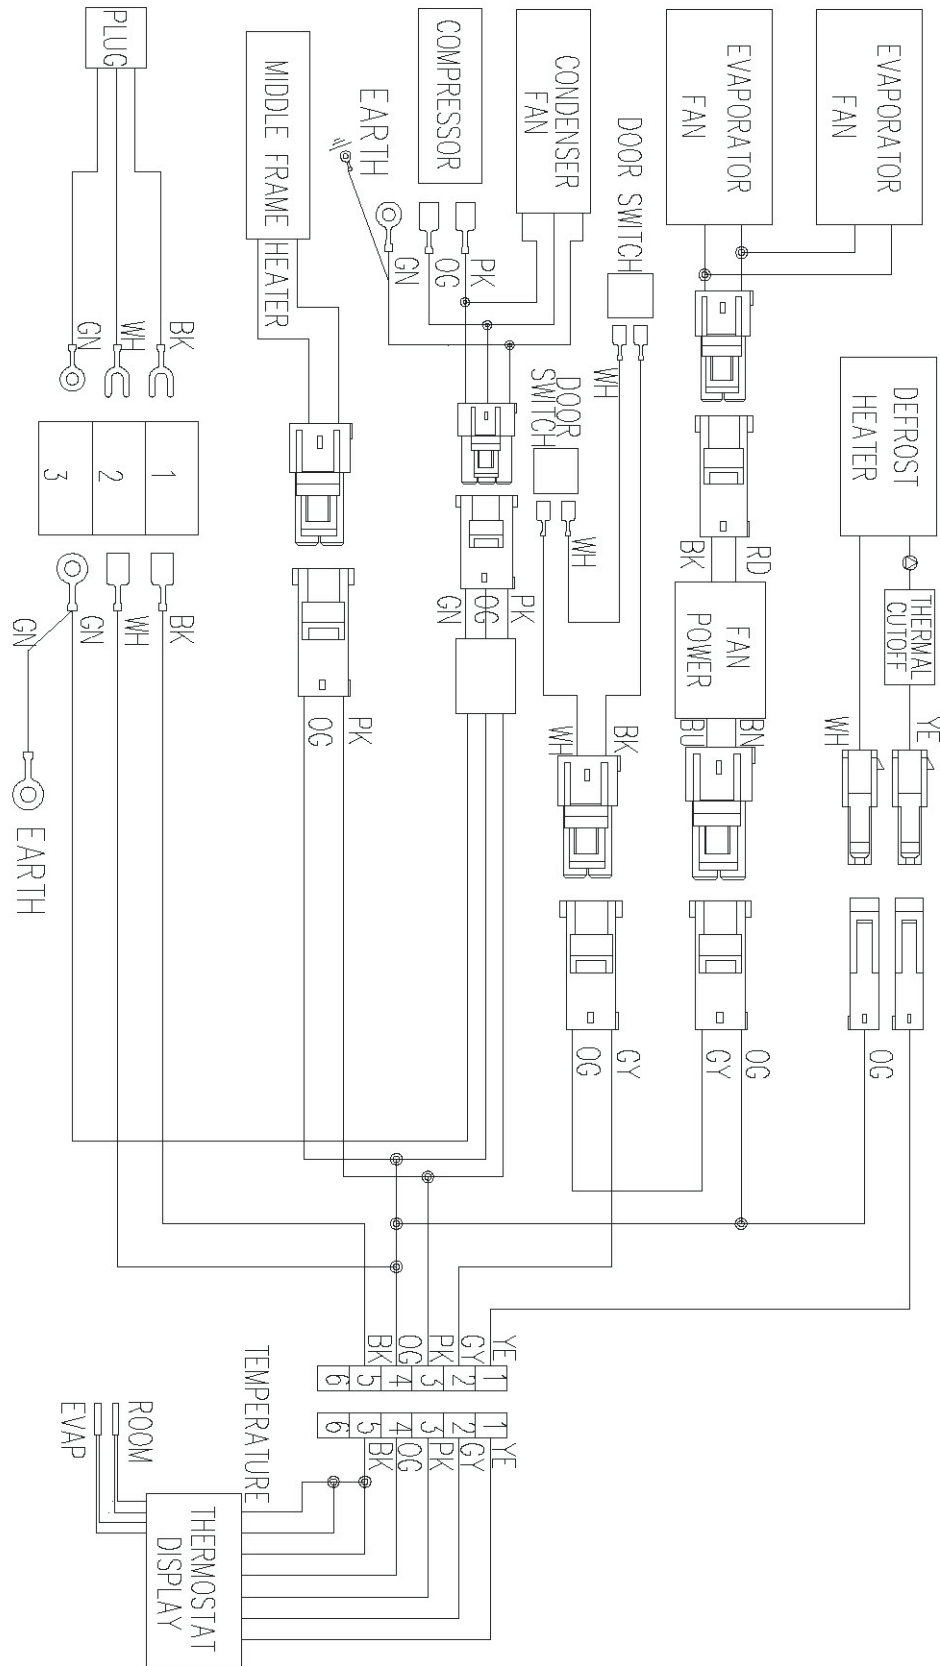 EVAPORATOR
FAN
EVAPORATOR
FAN
DEFROST
HEATER
THERMAL
CUTOFF
YE
WH
OG
RD
BK
FAN
POWER
BN
BU
OG
GY
DOOR SWITCH
WH
DOOR
SWITCH
WH
BK
WH
GY
OG
CONDENSER
FAN
COMPRESSOR
PK
OG
GN
EARTH
PK
OG
GN
MIDDLE FRAME HEATER
PK
OG
PLUG
BK
WH
GN
1
2
3
BK
WH
GN
GN
EARTH
YE
GY
PK
OG
BK
1
2
3
4
5
6
1
2
3
4
5
6
YE
GY
PK
OG
BK
TEMPERATURE
ROOM
EVAP
THERMOSTAT
DISPLAY